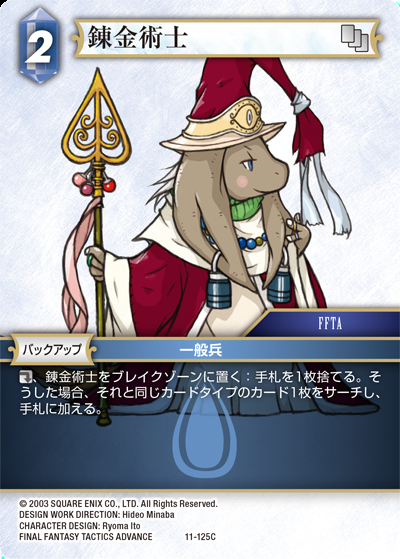 2
錬金術士
FFTA
バックアップ
一般兵
、錬金術士をブレイクゾーンに置く：手札を1枚捨てる。そ
うした場合、それと同じカードタイプのカード1枚をサーチし、
手札に加える。
© 2003 SQUARE ENIX CO., LTD. All Rights Reserved.
DESIGN WORK DIRECTION: Hideo Minaba
CHARACTER DESIGN: Ryoma Ito
FINAL FANTASY TACTICS ADVANCE 11-125C